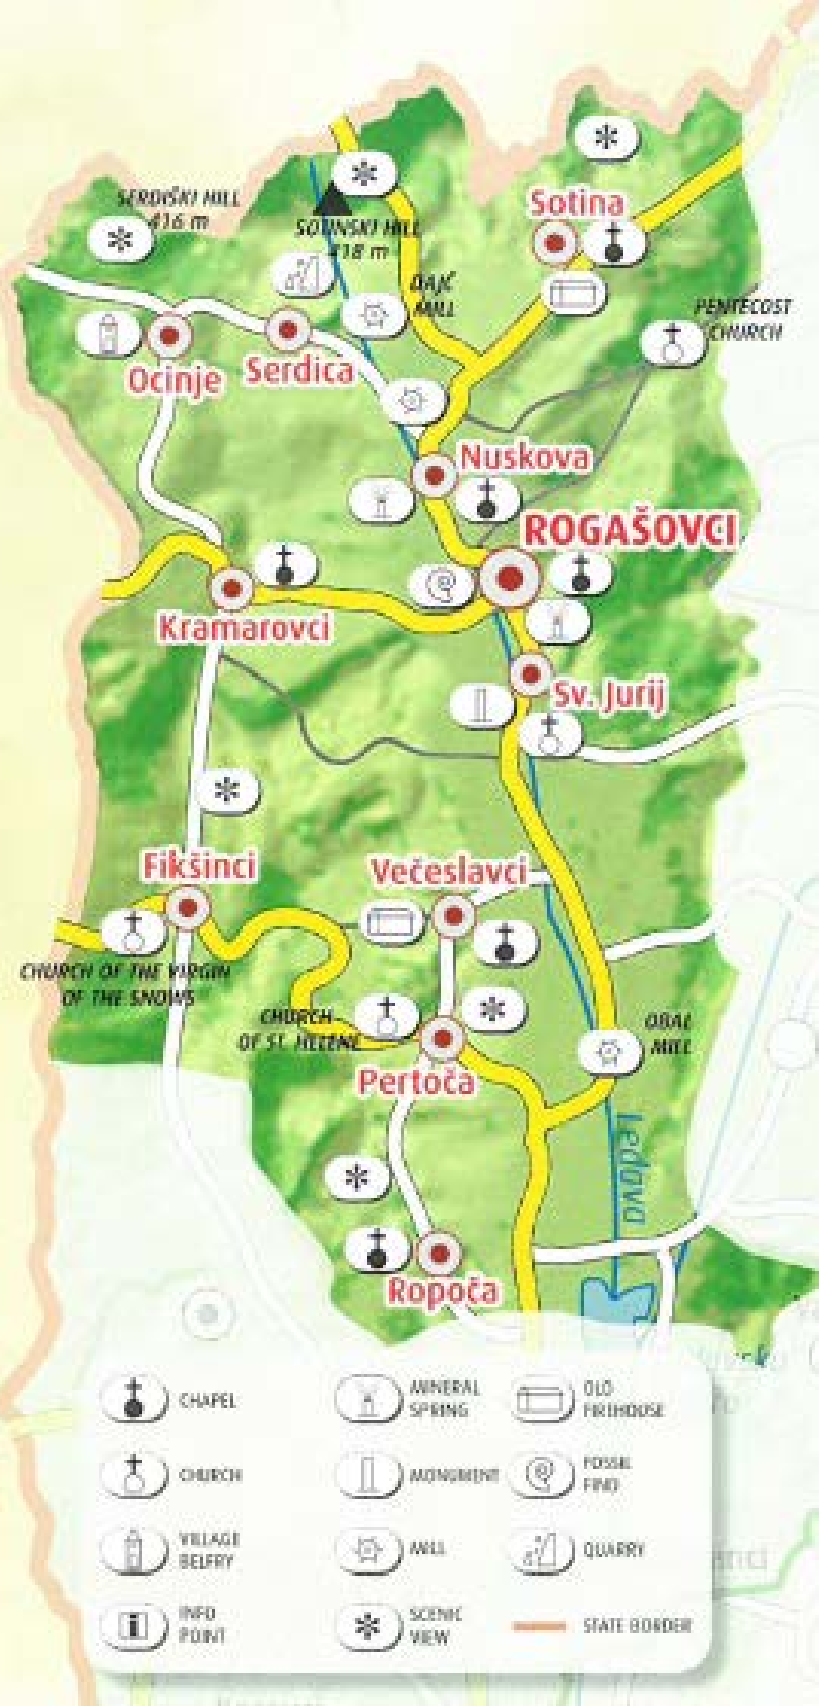 SERDIŠKI HILL
416 m
Sotina
SOTINSKI HILL
418 m
DAJČ
MILL
PENTECOST
CHURCH
Ocinje
Serdica
Nuskova
ROGAŠOVCI
Kramarovci
Sv. Jurij
Fikšinci
Večeslavci
CHURCH OF THE VIRGIN
OF THE SNOWS
CHURCH
OF ST. HELENE
OBAL
MILL
Pertoča
Ledava
Ropoča
CHAPEL
MINERAL
SPRING
OLD
FIREHOUSE
CHURCH
MONUMENT
FOSSIL
FIND
VILLAGE
BELFRY
MILL
QUARRY
i
INFO
POINT
SCENIC
VIEW
STATE BORDER